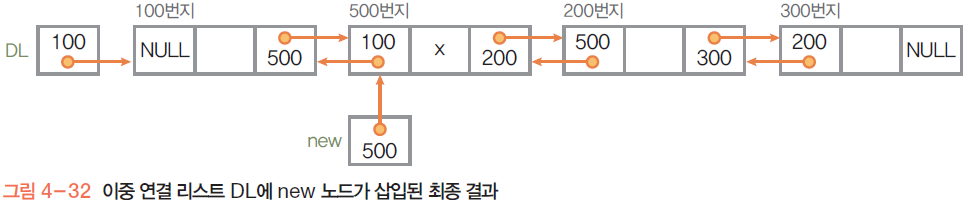 100번지 500번지 200번지 300번지
DL 100 NULL 500 100 x 200 500 300 200 NULL
new 500
그림 4-32 이중 연결 리스트 DL에 new 노드가 삽입된 최종 결과